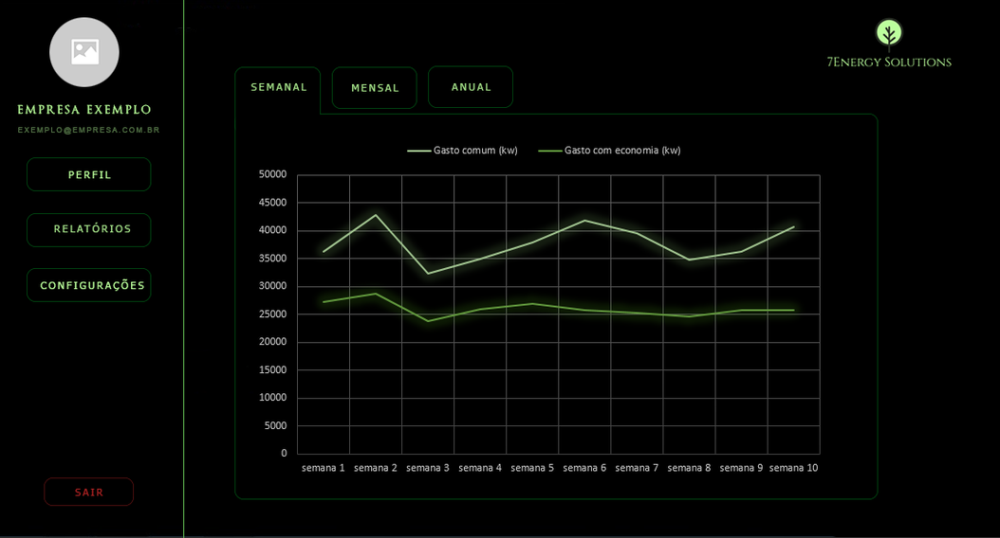 EMPRESA EXEMPLO
EXEMPLO@EMPRESA.COM.BR
PERFIL
RELATÓRIOS
CONFIGURAÇÕES
SAIR
7Energy Solutions
SEMANAL
MENSAL
ANUAL
Gasto comum (kw)
Gasto com economia (kw)
50000
45000
40000
35000
30000
25000
20000
15000
10000
5000
0
semana 1
semana 2
semana 3
semana 4
semana 5
semana 6
semana 7
semana 8
semana 9
semana 10